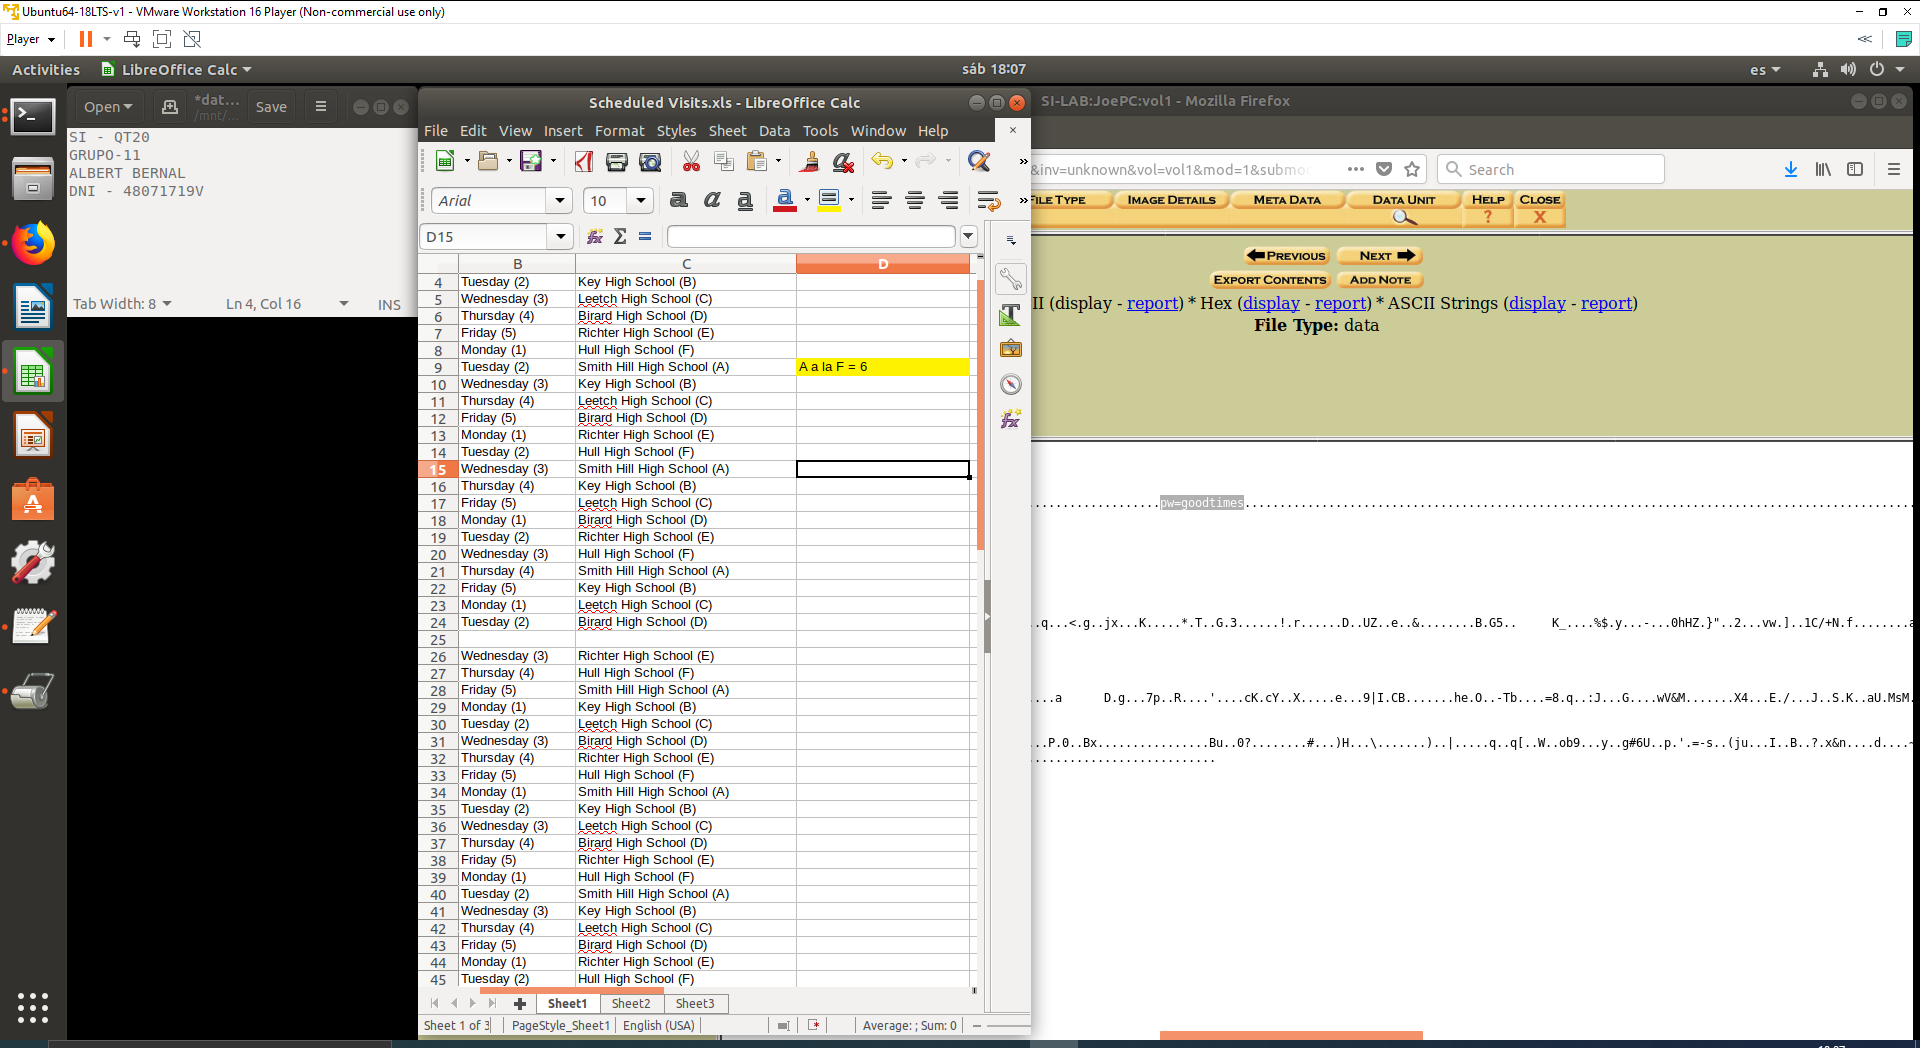 Ubuntu64-18LTS-v1 - VMware Workstation 16 Player (Non-commercial use only)
Player
Activities
LibreOffice Calc
sáb 18:07
es
Open
*dat...
/mnt/...
Save
SI - QT20
GRUPO-11
ALBERT BERNAL
DNI - 48071719V
Tab Width: 8
Ln 4, Col 16
INS
Scheduled Visits.xls - LibreOffice Calc
File Edit View Insert Format Styles Sheet Data Tools Window Help
Arial
10
D15
B C D
4 Tuesday (2) Key High School (B)
5 Wednesday (3) Leetch High School (C)
6 Thursday (4) Birard High School (D)
7 Friday (5) Richter High School (E)
8 Monday (1) Hull High School (F)
9 Tuesday (2) Smith Hill High School (A) A a la F = 6
10 Wednesday (3) Key High School (B)
11 Thursday (4) Leetch High School (C)
12 Friday (5) Birard High School (D)
13 Monday (1) Richter High School (E)
14 Tuesday (2) Hull High School (F)
15 Wednesday (3) Smith Hill High School (A)
16 Thursday (4) Key High School (B)
17 Friday (5) Leetch High School (C)
18 Monday (1) Birard High School (D)
19 Tuesday (2) Richter High School (E)
20 Wednesday (3) Hull High School (F)
21 Thursday (4) Smith Hill High School (A)
22 Friday (5) Key High School (B)
23 Monday (1) Leetch High School (C)
24 Tuesday (2) Birard High School (D)
25
26 Wednesday (3) Richter High School (E)
27 Thursday (4) Hull High School (F)
28 Friday (5) Smith Hill High School (A)
29 Monday (1) Key High School (B)
30 Tuesday (2) Leetch High School (C)
31 Wednesday (3) Birard High School (D)
32 Thursday (4) Richter High School (E)
33 Friday (5) Hull High School (F)
34 Monday (1) Smith Hill High School (A)
35 Tuesday (2) Key High School (B)
36 Wednesday (3) Leetch High School (C)
37 Thursday (4) Birard High School (D)
38 Friday (5) Richter High School (E)
39 Monday (1) Hull High School (F)
40 Tuesday (2) Smith Hill High School (A)
41 Wednesday (3) Key High School (B)
42 Thursday (4) Leetch High School (C)
43 Friday (5) Birard High School (D)
44 Monday (1) Richter High School (E)
45 Tuesday (2) Hull High School (F)
Sheet1 Sheet2 Sheet3
Sheet 1 of 3 PageStyle_Sheet1 English (USA) Average: ; Sum: 0
SI-LAB:JoePC:vol1 - Mozilla Firefox
&inv=unknown&vol=vol1&mod=1&submo
Search
FILE TYPE IMAGE DETAILS META DATA DATA UNIT HELP CLOSE
? X
PREVIOUS NEXT
EXPORT CONTENTS ADD NOTE
II (display - report) * Hex (display - report) * ASCII Strings (display - report)
File Type: data
pw=goodtimes
..q...<.g..jx...K.....*.T..G.3......!.r......D..UZ..e..&........B.G5.. K_....%$.y...-...0hHZ.}"..2...vw.]..1C/+N.f........a
....a D.g...7p..R....'....cK.cY..X.....e...9|I.CB.......he.O..-Tb....=8.q..:J...G....wV&M.......X4...E./...J..S.K..aU.MsM.
...P.0..Bx................Bu..0?........#...)H...\.......)..|.....q..q[..W..ob9...y..g#6U..p.'.=-s..(ju...I..B..?.x&n....d....